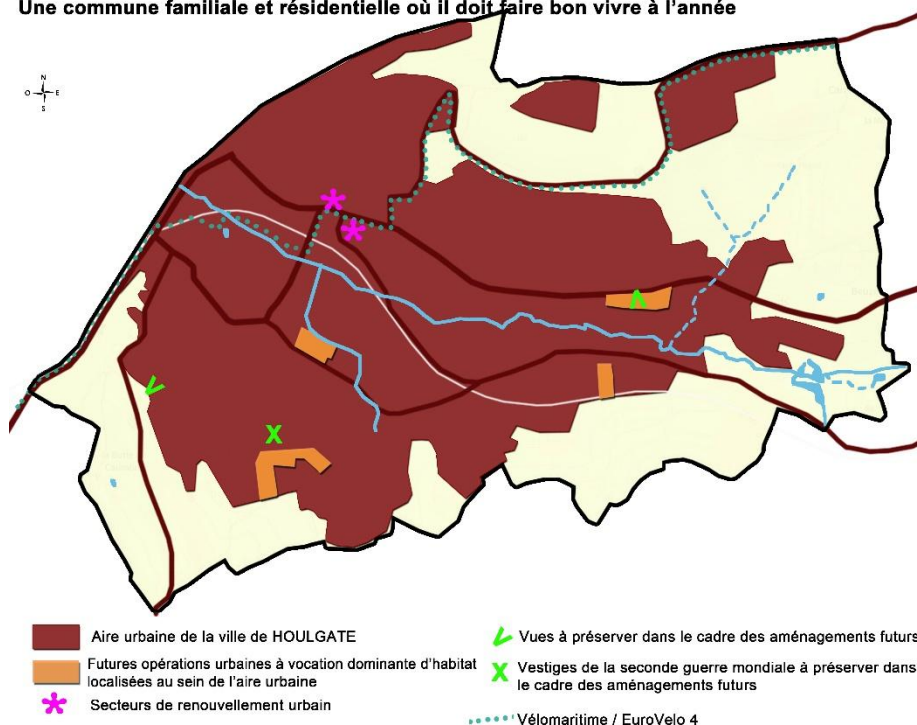 Une commune familiale et résidentielle où il doit faire bon vivre à l'année
N
O E
S
Aire urbaine de la ville de HOULGATE
Futures opérations urbaines à vocation dominante d'habitat
localisées au sein de l'aire urbaine
Secteurs de renouvellement urbain
Vues à préserver dans le cadre des aménagements futurs
Vestiges de la seconde guerre mondiale à préserver dans
le cadre des aménagements futurs
Vélomaritime / EuroVelo 4